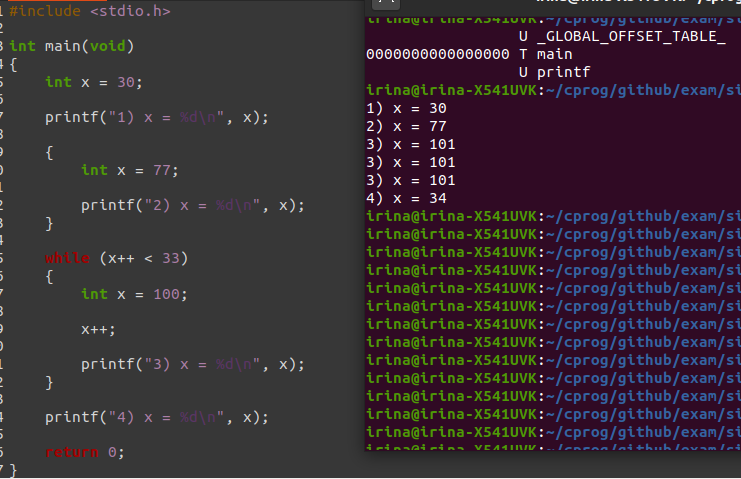 #include <stdio.h>
int main(void)
{
int x = 30;
printf("1) x = %d\n", x);
{
int x = 77;
printf("2) x = %d\n", x);
}
while (x++ < 33)
{
int x = 100;
x++;
printf("3) x = %d\n", x);
}
printf("4) x = %d\n", x);
return 0;
}
U _GLOBAL_OFFSET_TABLE_
0000000000000000 T main
U printf
irina@irina-X541UVK:~/cprog/github/exam/si
1) x = 30
2) x = 77
3) x = 101
3) x = 101
3) x = 101
4) x = 34
irina@irina-X541UVK:~/cprog/github/exam/si
irina@irina-X541UVK:~/cprog/github/exam/si
irina@irina-X541UVK:~/cprog/github/exam/si
irina@irina-X541UVK:~/cprog/github/exam/si
irina@irina-X541UVK:~/cprog/github/exam/si
irina@irina-X541UVK:~/cprog/github/exam/si
irina@irina-X541UVK:~/cprog/github/exam/si
irina@irina-X541UVK:~/cprog/github/exam/si
irina@irina-X541UVK:~/cprog/github/exam/si
irina@irina-X541UVK:~/cprog/github/exam/si
irina@irina-X541UVK:~/cprog/github/exam/si
irina@irina-X541UVK:~/cprog/github/exam/si
irina@irina-X541UVK:~/cprog/github/exam/si
irina@irina-X541UVK:~/cprog/github/exam/si